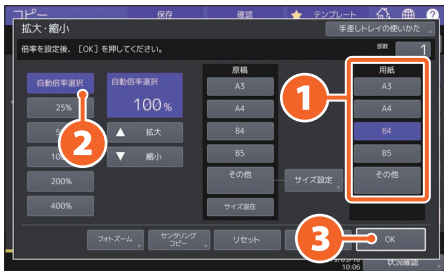 コピー 保存 確認 テンプレート
拡大・縮小 手差しトレイの使いかた
倍率を設定後、[OK]を押してください。 部数 1
自動倍率選択 自動倍率選択 原稿 用紙
25% 100% A3 A3
拡大 A4 A4
縮小 B4 B4
200% B5 B5
400% その他 サイズ設定 その他
サイズ混在
フォトズーム センタリングコピー リセット OK
10:06 状況確認
1
2
3